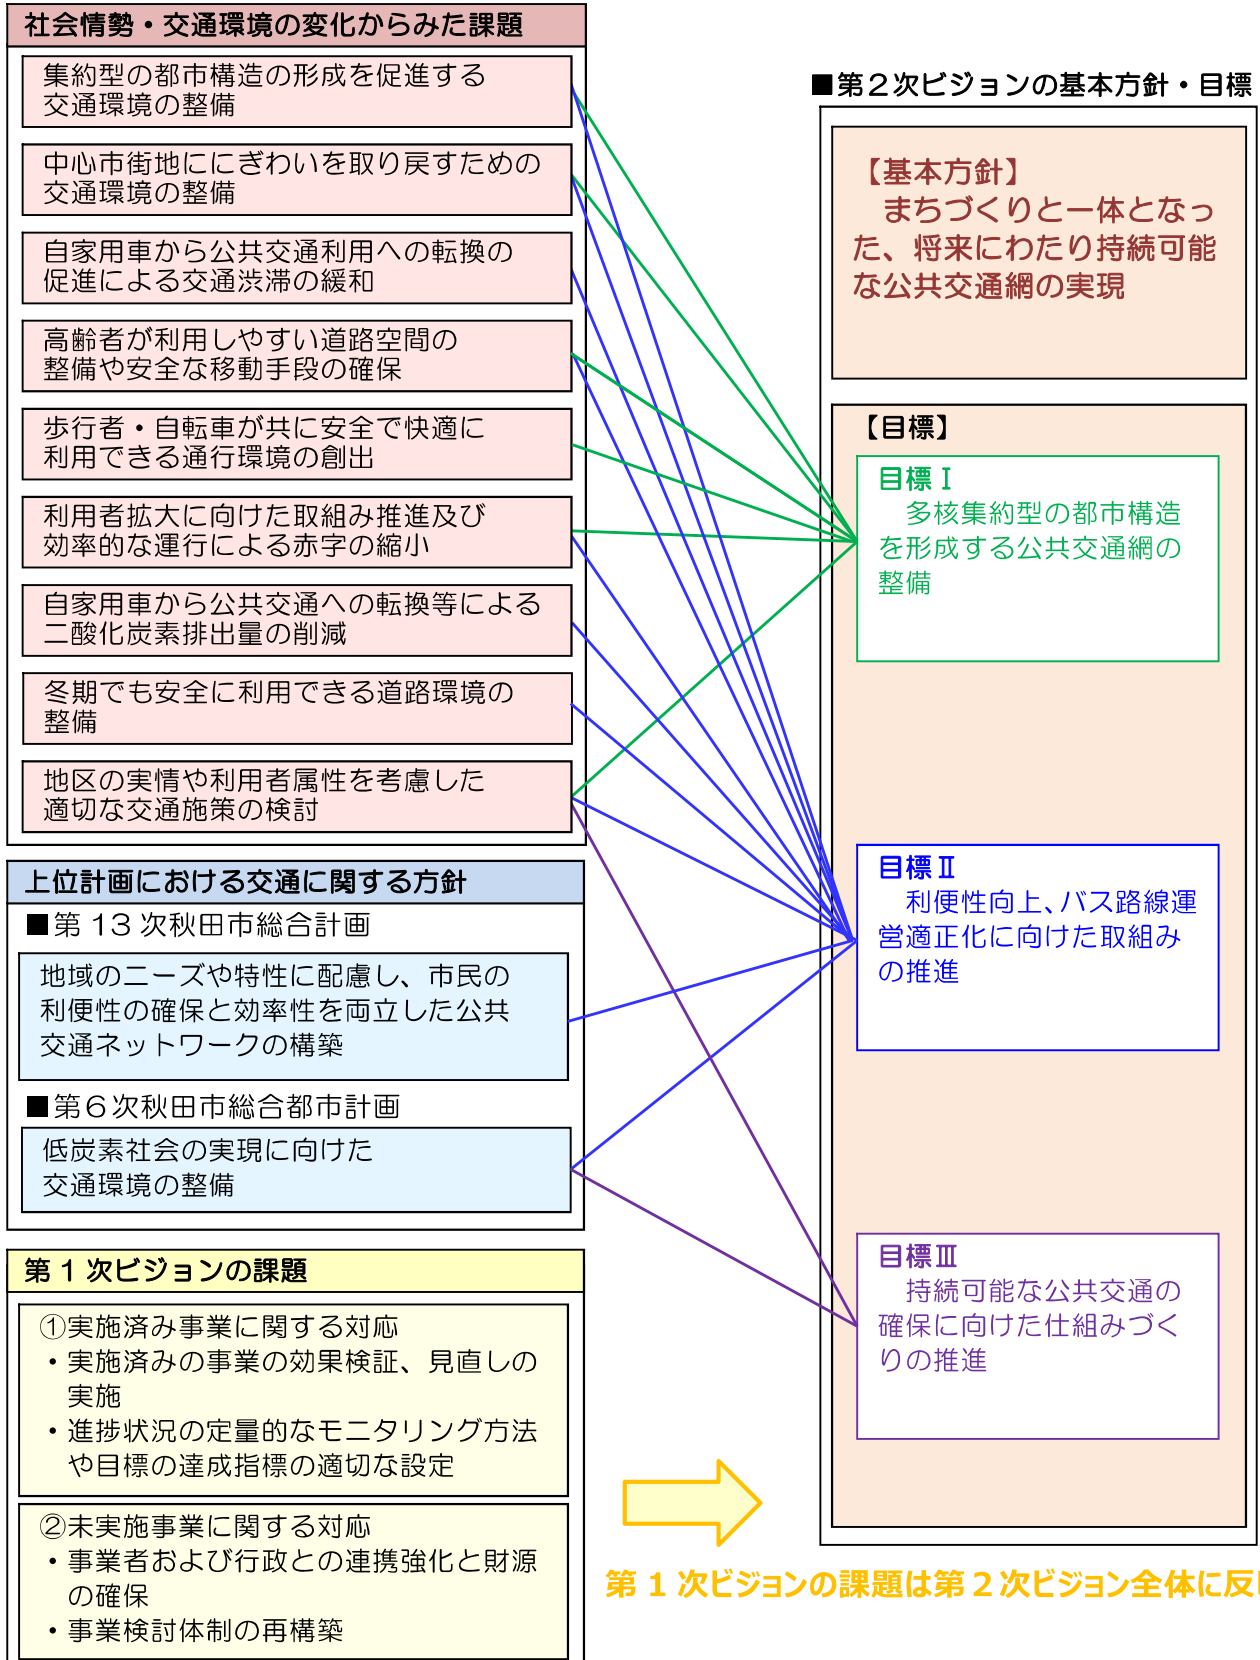 社会情勢・交通環境の変化からみた課題
集約型の都市構造の形成を促進する
交通環境の整備
中心市街地ににぎわいを取り戻すための
交通環境の整備
自家用車から公共交通利用への転換の
促進による交通渋滞の緩和
高齢者が利用しやすい道路空間の
整備や安全な移動手段の確保
歩行者・自転車が共に安全で快適に
利用できる通行環境の創出
利用者拡大に向けた取組み推進及び
効率的な運行による赤字の縮小
自家用車から公共交通への転換等による
二酸化炭素排出量の削減
冬期でも安全に利用できる道路環境の
整備
地区の実情や利用者属性を考慮した
適切な交通施策の検討
上位計画における交通に関する方針
■第13次秋田市総合計画
地域のニーズや特性に配慮し、市民の
利便性の確保と効率性を両立した公共
交通ネットワークの構築
■第6次秋田市総合都市計画
低炭素社会の実現に向けた
交通環境の整備
第1次ビジョンの課題
①実施済み事業に関する対応
・実施済みの事業の効果検証、見直しの
実施
・進捗状況の定量的なモニタリング方法
や目標の達成指標の適切な設定
②未実施事業に関する対応
・事業者および行政との連携強化と財源
の確保
・事業検討体制の再構築
■第2次ビジョンの基本方針・目標
【基本方針】
まちづくりと一体となっ
た、将来にわたり持続可能
な公共交通網の実現
【目標】
目標Ⅰ
多核集約型の都市構造
を形成する公共交通網の
整備
目標Ⅱ
利便性向上、バス路線運
営適正化に向けた取組み
の推進
目標Ⅲ
持続可能な公共交通の
確保に向けた仕組みづく
りの推進
第1次ビジョンの課題は第2次ビジョン全体に反